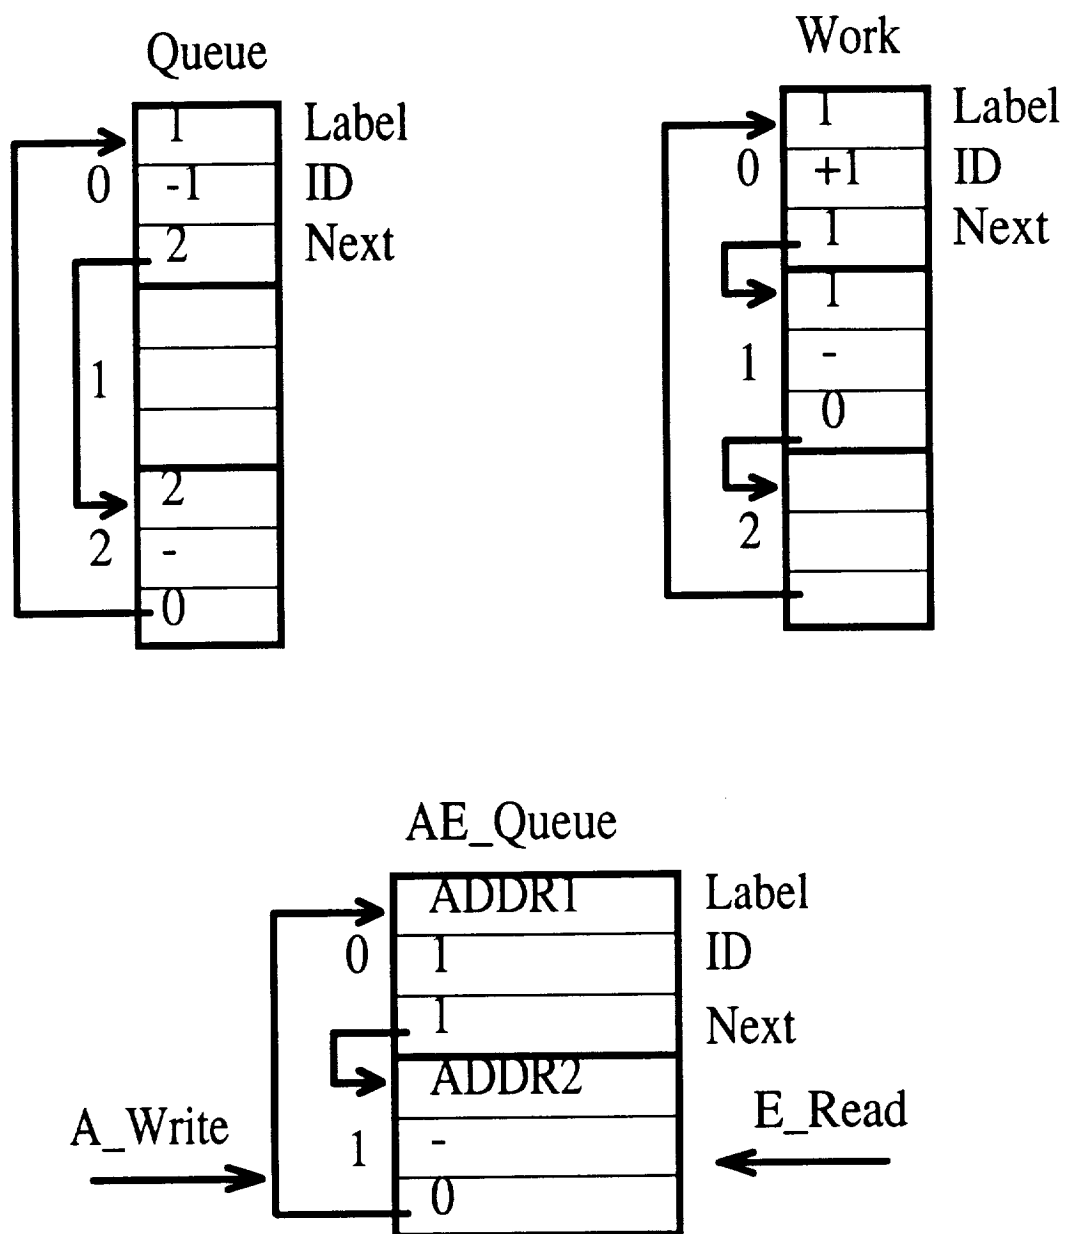 Queue
1 Label
0 -1 ID
2 Next
1
2
2 -
0
Work
1 Label
0 +1 ID
1 Next
1
1 -
0
2
AE_Queue
ADDR1 Label
0 1 ID
1 Next
ADDR2
A_Write 1 - E_Read
0